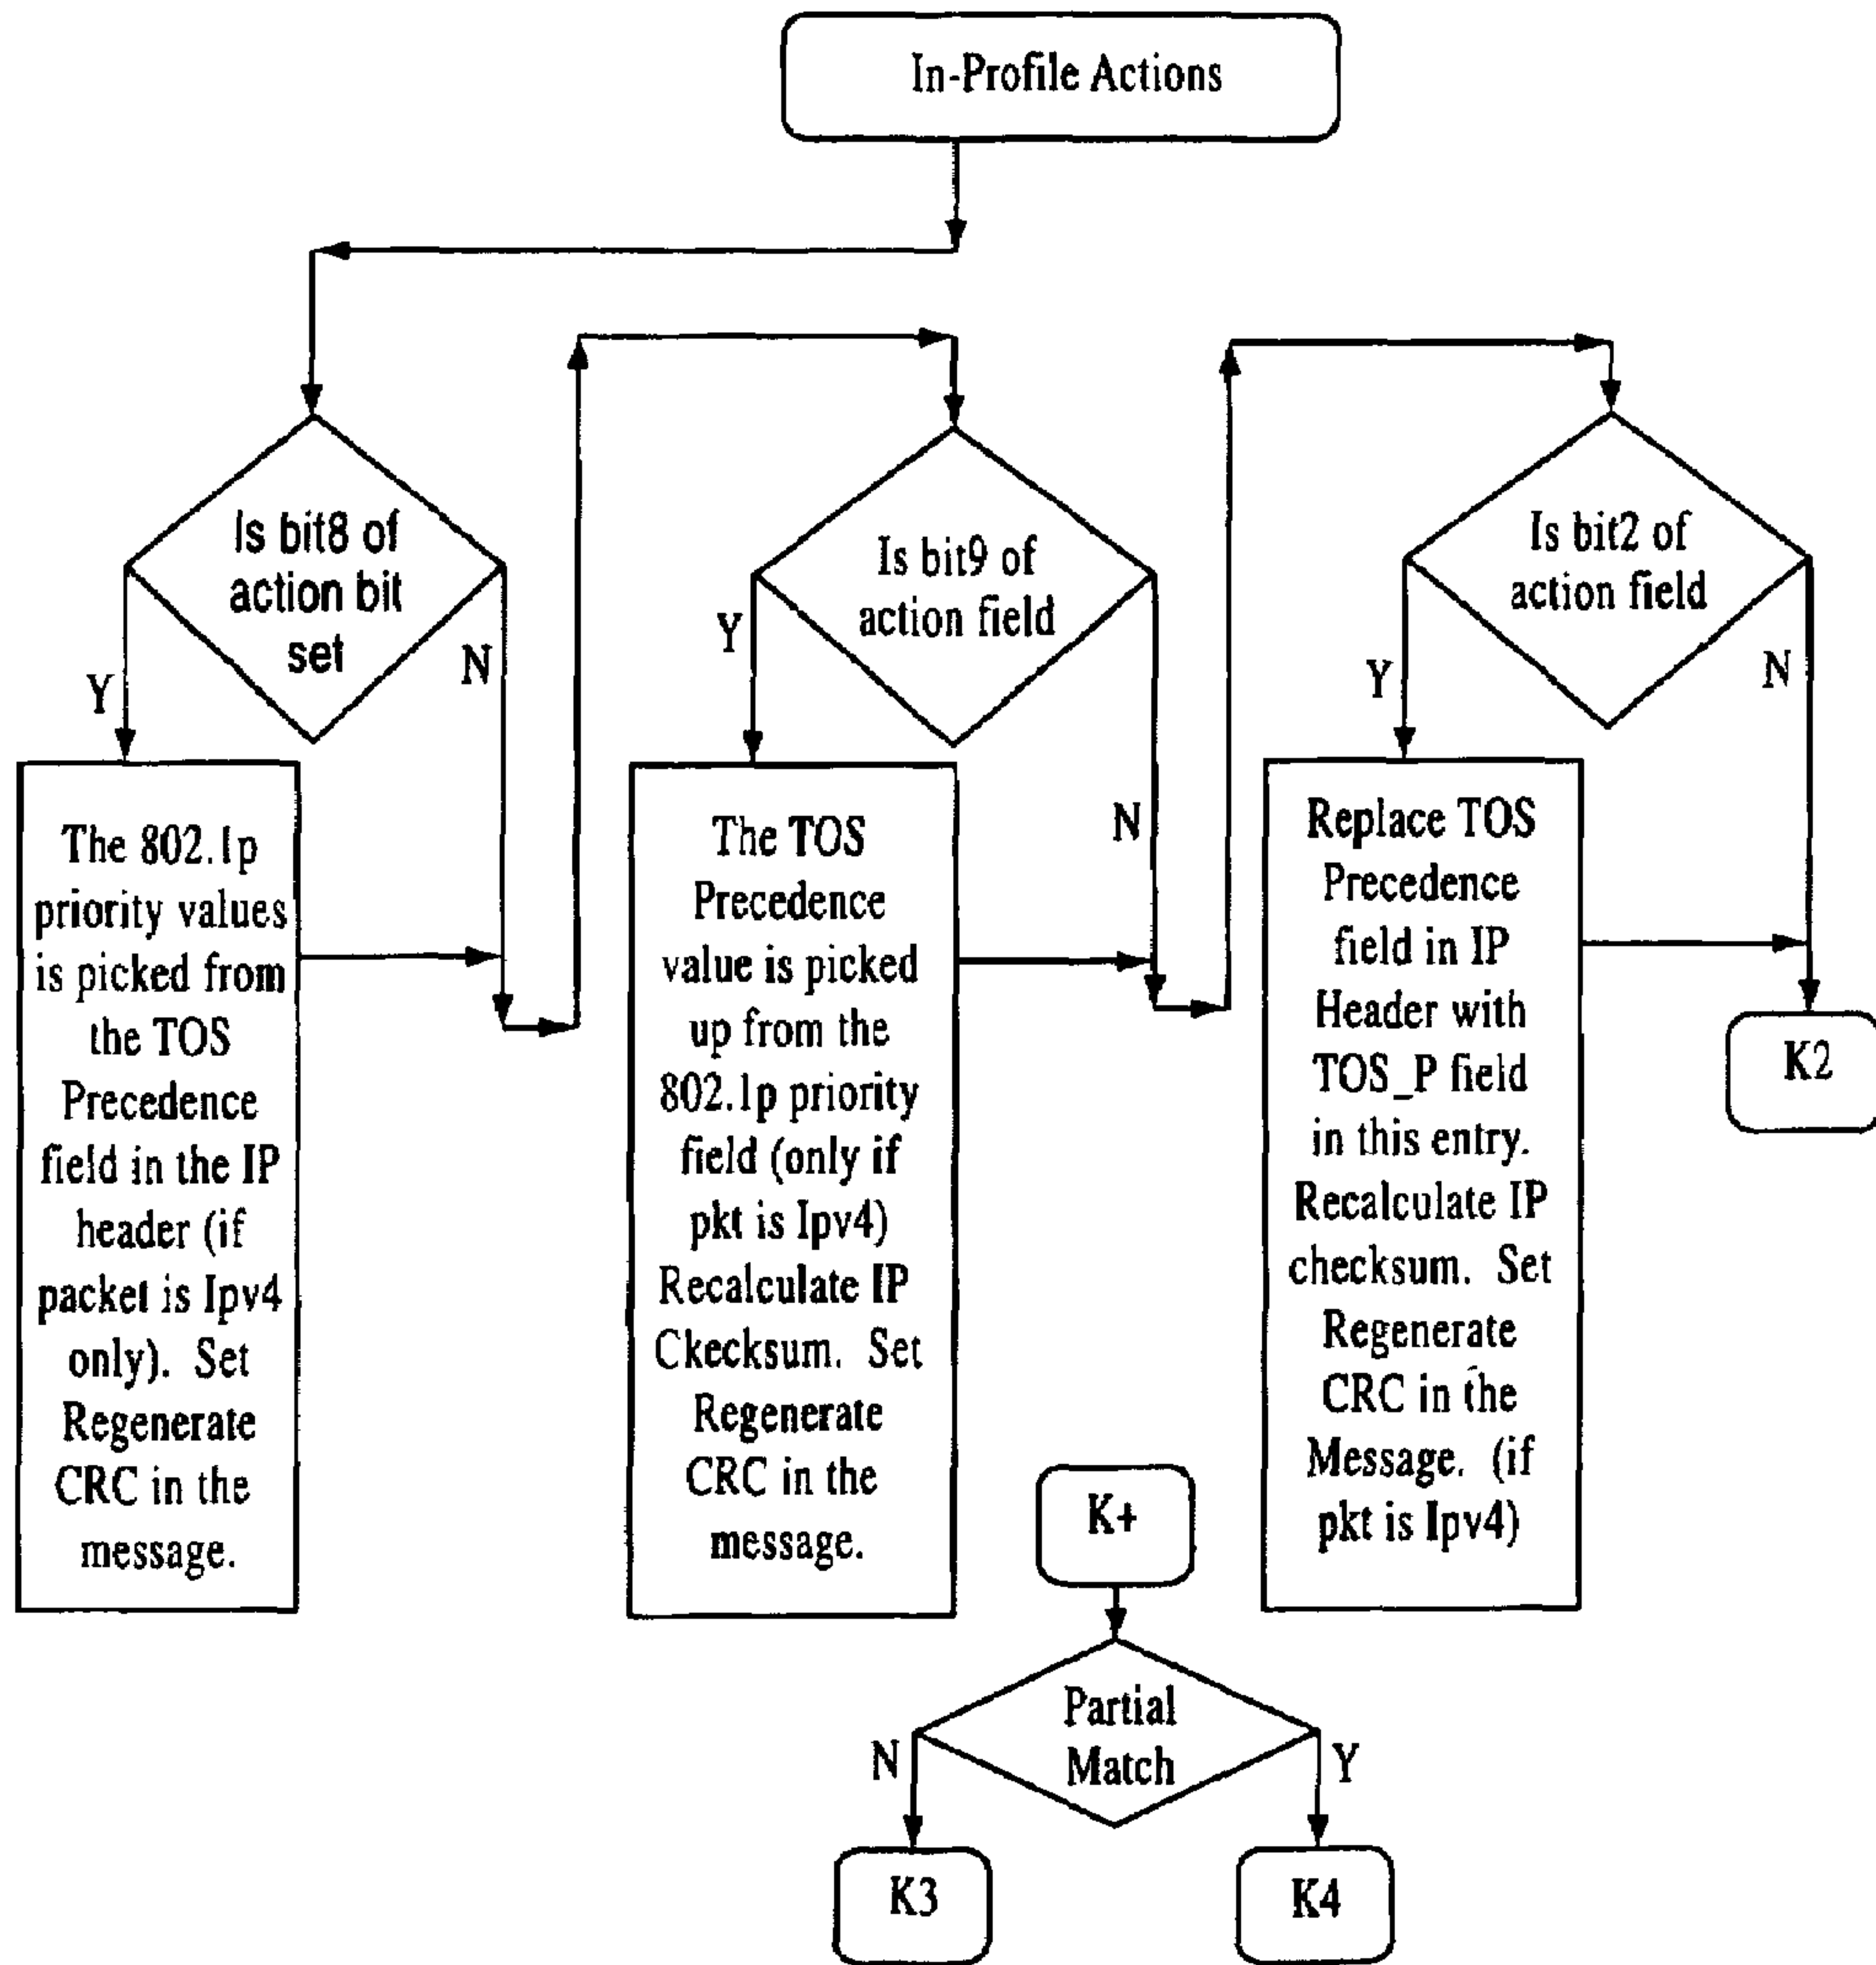 In-Profile Actions
Is bit8 of
action bit
set
Y
N
The 802.1p
priority values
is picked from
the TOS
Precedence
field in the IP
header (if
packet is Ipv4
only). Set
Regenerate
CRC in the
message.
Is bit9 of
action field
Y
N
The TOS
Precedence
value is picked
up from the
802.1p priority
field (only if
pkt is Ipv4)
Recalculate IP
Ckecksum. Set
Regenerate
CRC in the
message.
Is bit2 of
action field
Y
N
Replace TOS
Precedence
field in IP
Header with
TOS_P field
in this entry.
Recalculate IP
checksum. Set
Regenerate
CRC in the
Message. (if
pkt is Ipv4)
K2
K+
Partial
Match
N
Y
K3
K4